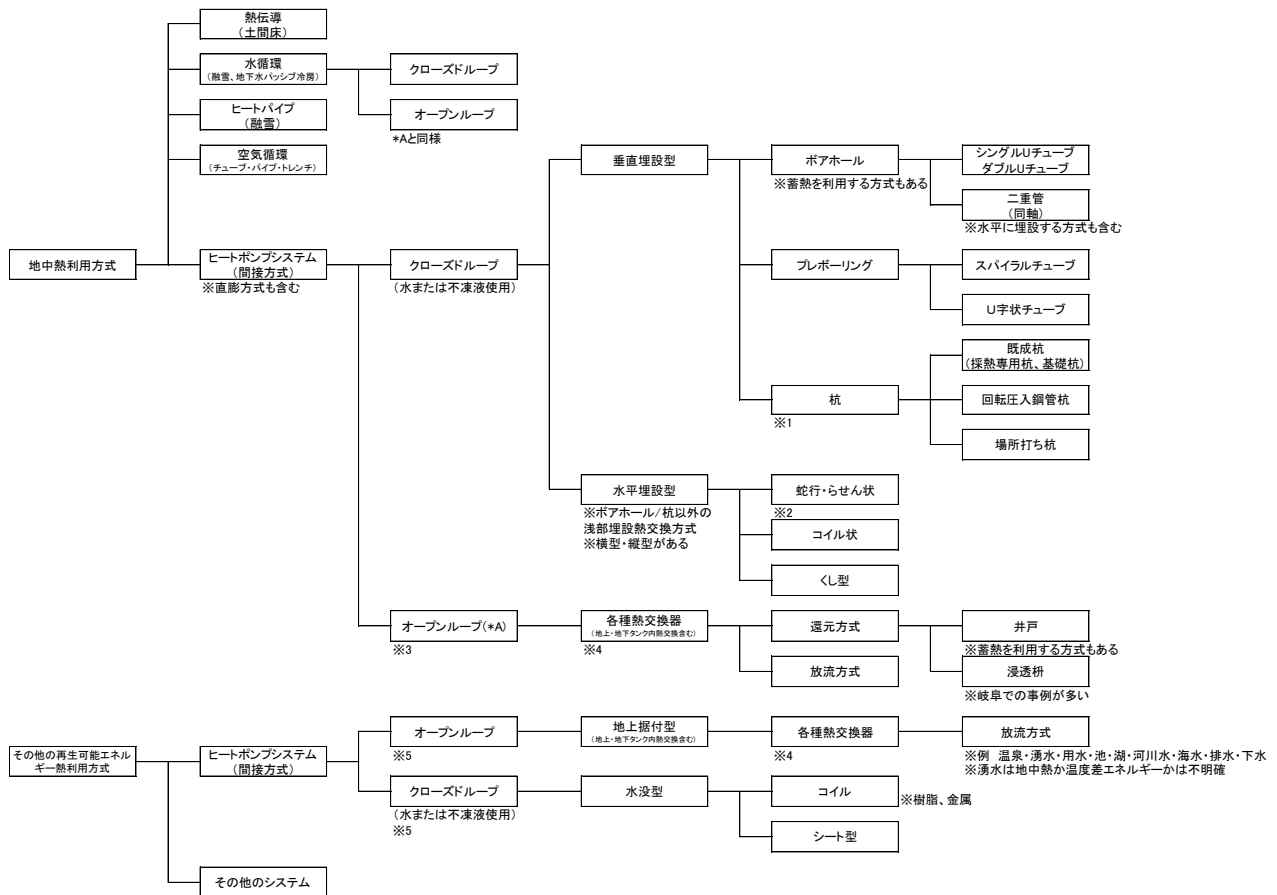 熱伝導
(土間床)
水循環
(融雪、地下水パッシブ冷房)
クローズドループ
ヒートパイプ
(融雪)
オープンループ
*Aと同様
空気循環
(チューブ・パイプ・トレンチ)
垂直埋設型
ボアホール
※蓄熱を利用する方式もある
シングルUチューブ
ダブルUチューブ
二重管
(同軸)
※水平に埋設する方式も含む
地中熱利用方式
ヒートポンプシステム
(間接方式)
※直膨方式も含む
クローズドループ
(水または不凍液使用)
プレボーリング
スパイラルチューブ
U字状チューブ
既成杭
(採熱専用杭、基礎杭)
杭
※1
回転圧入鋼管杭
場所打ち杭
水平埋設型
※ボアホール/杭以外の
浅部埋設熱交換方式
※横型・縦型がある
蛇行・らせん状
※2
コイル状
くし型
オープンループ(*A)
※3
各種熱交換器
(地上・地下タンク内熱交換含む)
※4
還元方式
井戸
※蓄熱を利用する方式もある
放流方式
浸透枡
※岐阜での事例が多い
その他の再生可能エネル
ギー熱利用方式
ヒートポンプシステム
(間接方式)
オープンループ
※5
地上据付型
(地上・地下タンク内熱交換含む)
各種熱交換器
※4
放流方式
※例 温泉・湧水・用水・池・湖・河川水・海水・排水・下水
※湧水は地中熱か温度差エネルギーかは不明確
クローズドループ
(水または不凍液使用)
※5
水没型
コイル
※樹脂、金属
シート型
その他のシステム